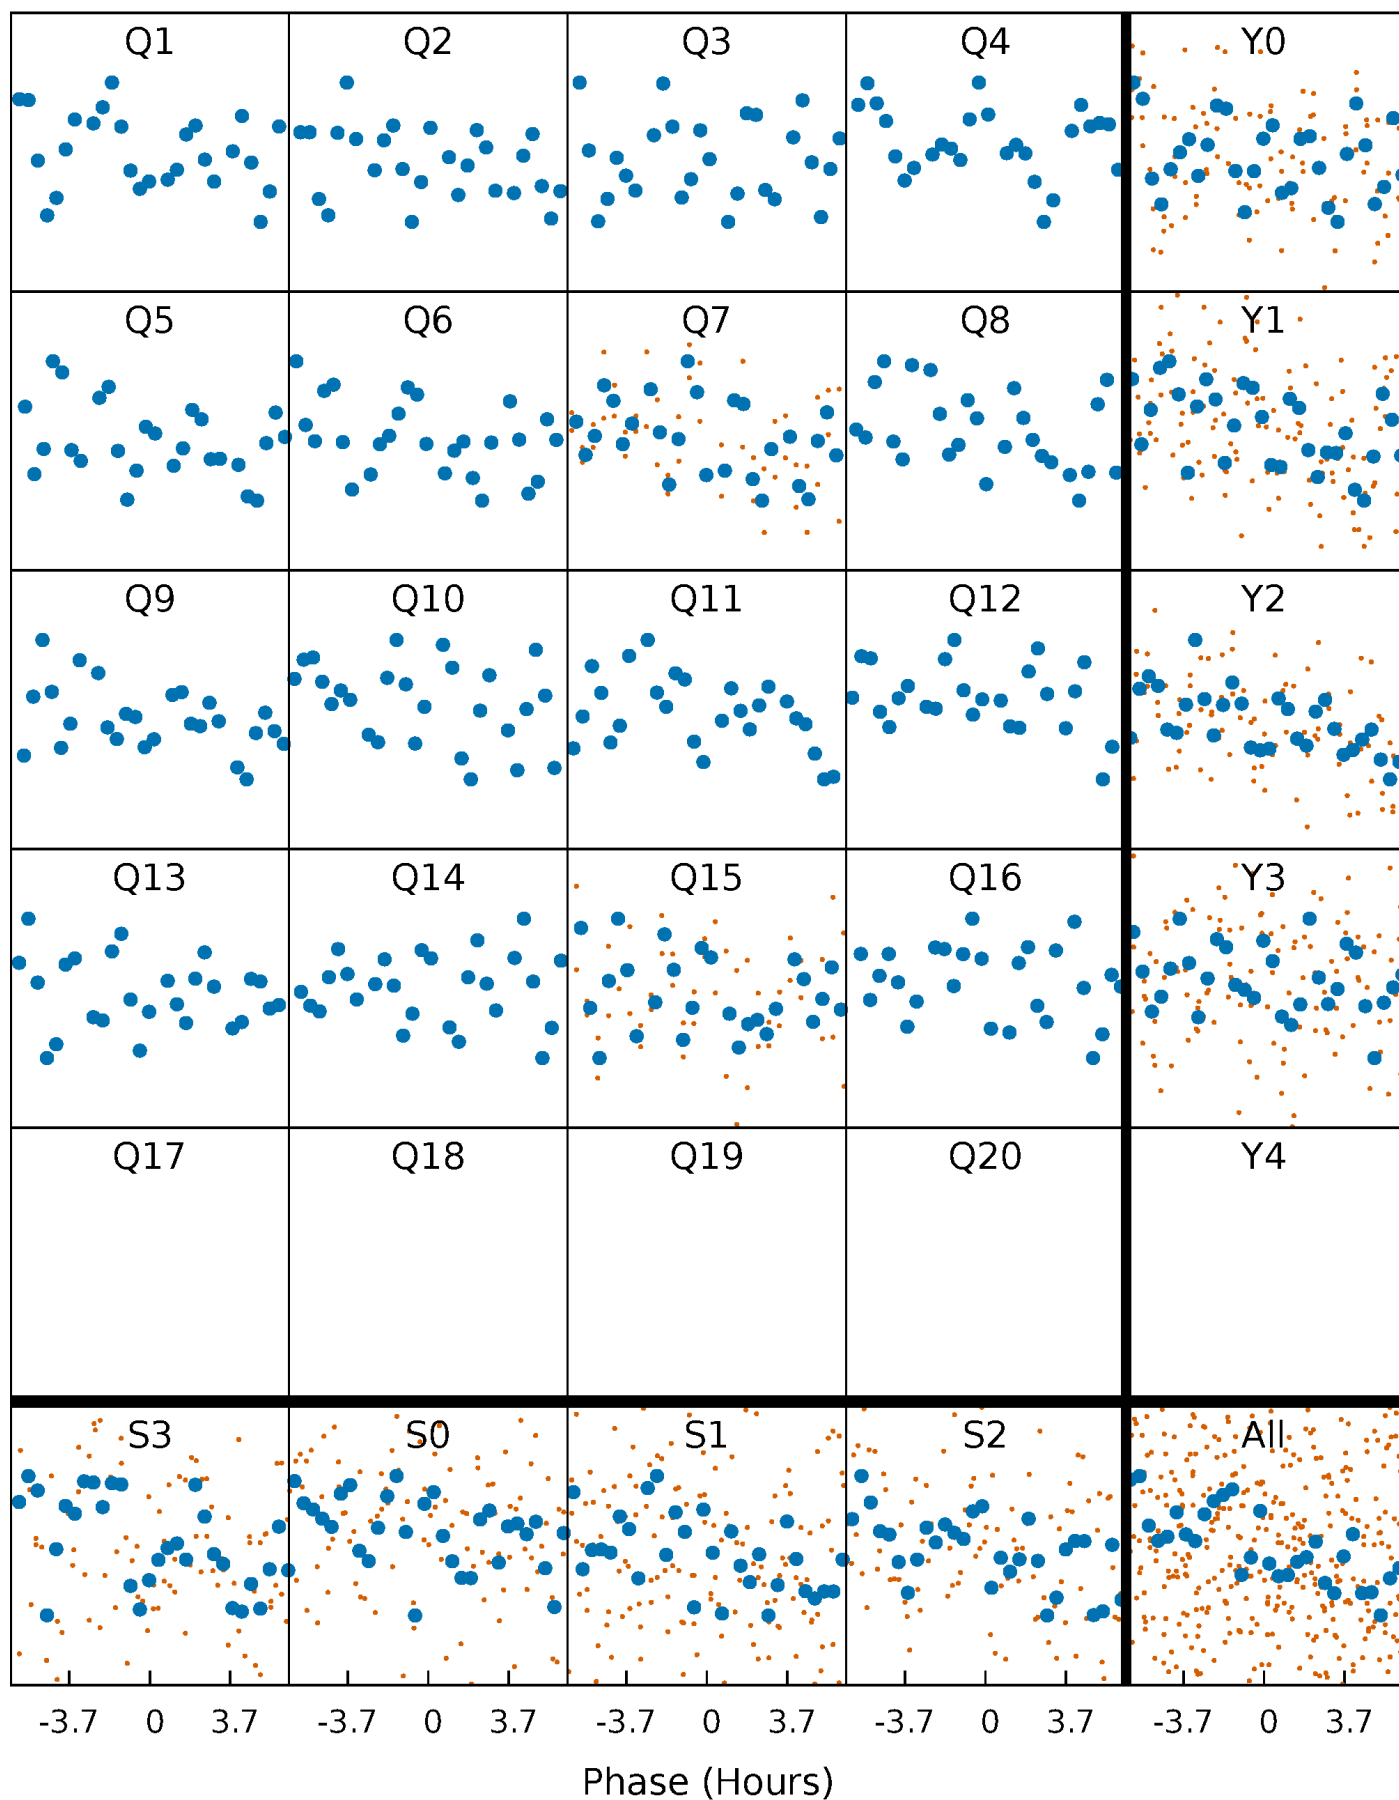 Q1 Q2 Q3 Q4 Y0
Q5 Q6 Q7 Q8 Y1
Q9 Q10 Q11 Q12 Y2
Q13 Q14 Q15 Q16 Y3
Q17 Q18 Q19 Q20 Y4
S3 S0 S1 S2 All
-3.7 0 3.7 -3.7 0 3.7 -3.7 0 3.7 -3.7 0 3.7 -3.7 0 3.7
Phase (Hours)